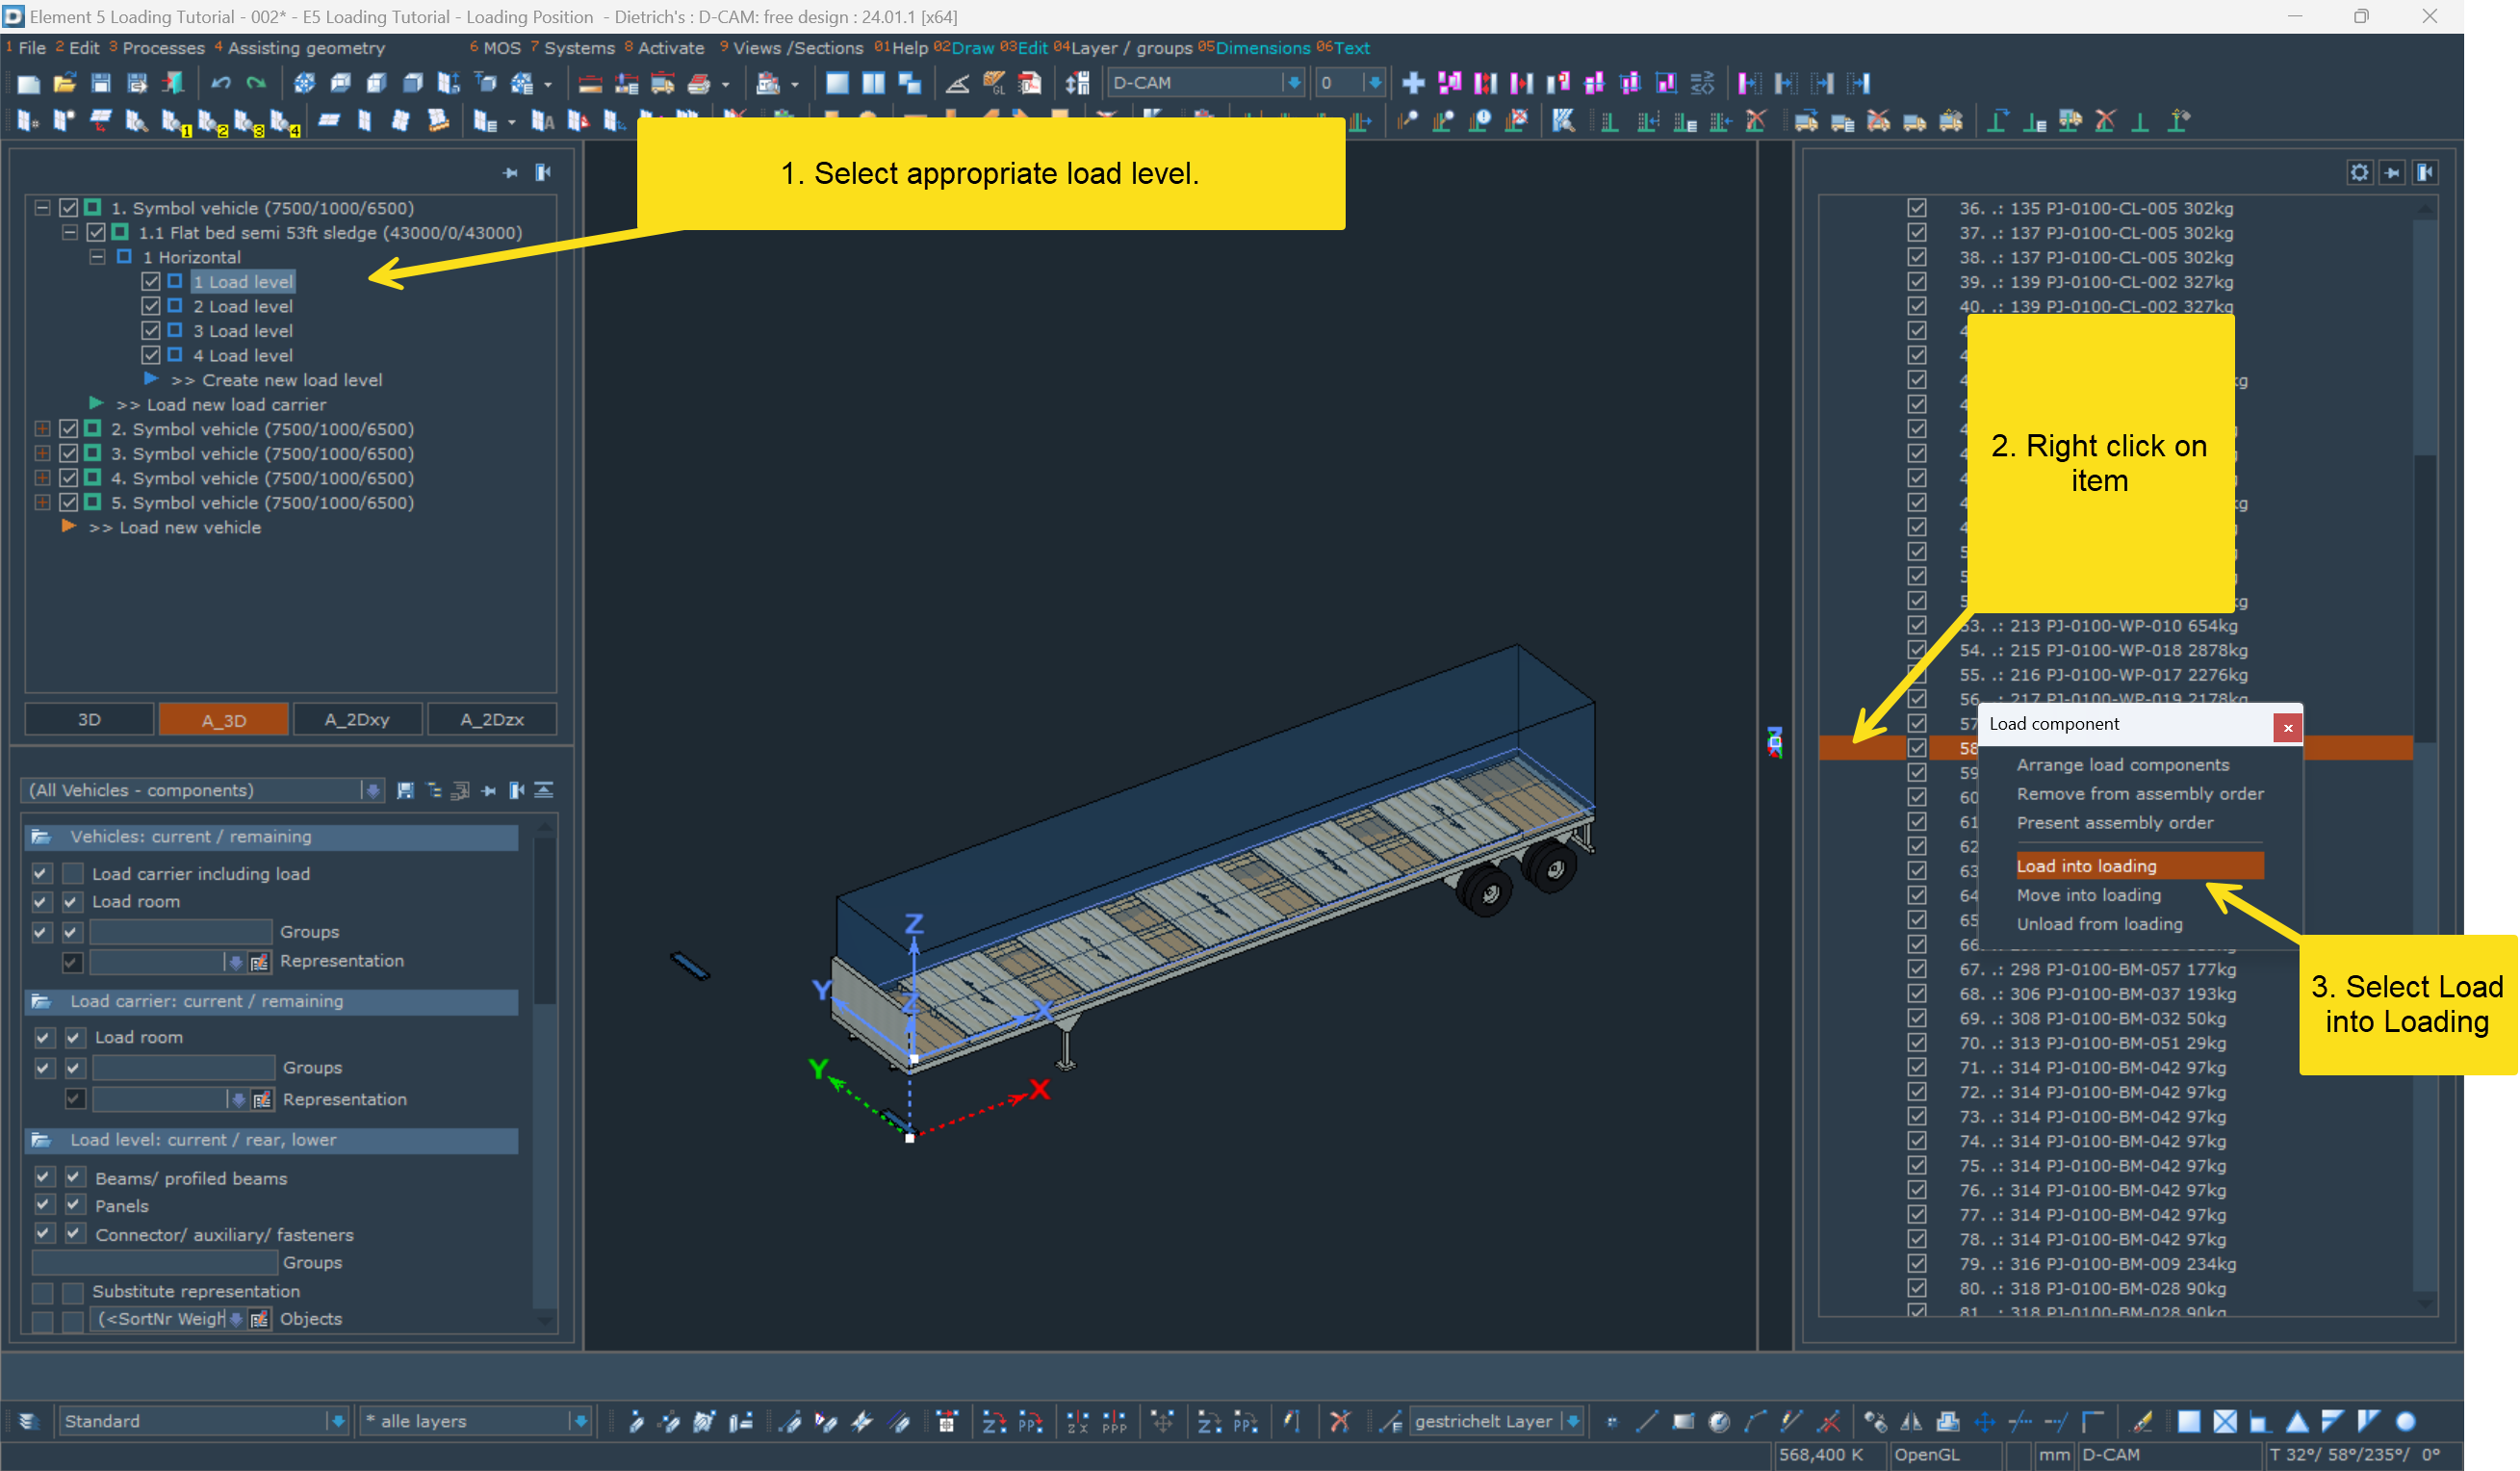 Element 5 Loading Tutorial - 002* - E5 Loading Tutorial - Loading Position - Dietrich's : D-CAM: free design : 24.01.1 [x64]
1 File 2 Edit 3 Processes 4 Assisting geometry 6 MOS 7 Systems 8 Activate 9 Views /Sections 01 Help 02 Draw 03 Edit 04 Layer / groups 05 Dimensions 06 Text
D-CAM 0
1 2 3 4
1. Select appropriate load level.
1. Symbol vehicle (7500/1000/6500)
1.1 Flat bed semi 53ft sledge (43000/0/43000)
1 Horizontal
1 Load level
2 Load level
3 Load level
4 Load level
>> Create new load level
>> Load new load carrier
2. Symbol vehicle (7500/1000/6500)
3. Symbol vehicle (7500/1000/6500)
4. Symbol vehicle (7500/1000/6500)
5. Symbol vehicle (7500/1000/6500)
>> Load new vehicle
3D A_3D A_2Dxy A_2Dzx
(All Vehicles - components)
Vehicles: current / remaining
Load carrier including load
Load room
Groups
Representation
Load carrier: current / remaining
Load room
Groups
Representation
Load level: current / rear, lower
Beams/ profiled beams
Panels
Connector/ auxiliary/ fasteners
Groups
Substitute representation
(<SortNr Weigh Objects
Z
Y
Z
X
Y
X
36. .: 135 PJ-0100-CL-005 302kg
37. .: 137 PJ-0100-CL-005 302kg
38. .: 137 PJ-0100-CL-005 302kg
39. .: 139 PJ-0100-CL-002 327kg
40. .: 139 PJ-0100-CL-002 327kg
2. Right click on
item
53. .: 213 PJ-0100-WP-010 654kg
54. .: 215 PJ-0100-WP-018 2878kg
55. .: 216 PJ-0100-WP-017 2276kg
56. .: 217 PJ-0100-WP-019 2178kg
57
58
59
60
61
62
63
64
65
66.
Load component
Arrange load components
Remove from assembly order
Present assembly order
Load into loading
Move into loading
Unload from loading
3. Select Load
into Loading
67. .: 298 PJ-0100-BM-057 177kg
68. .: 306 PJ-0100-BM-037 193kg
69. .: 308 PJ-0100-BM-032 50kg
70. .: 313 PJ-0100-BM-051 29kg
71. .: 314 PJ-0100-BM-042 97kg
72. .: 314 PJ-0100-BM-042 97kg
73. .: 314 PJ-0100-BM-042 97kg
74. .: 314 PJ-0100-BM-042 97kg
75. .: 314 PJ-0100-BM-042 97kg
76. .: 314 PJ-0100-BM-042 97kg
77. .: 314 PJ-0100-BM-042 97kg
78. .: 314 PJ-0100-BM-042 97kg
79. .: 316 PJ-0100-BM-009 234kg
80. .: 318 PJ-0100-BM-028 90kg
81. .: 318 PJ-0100-BM-028 90kg
Standard * alle layers gestrichelt Layer
568,400 K OpenGL mm D-CAM T 32°/ 58°/235°/ 0°